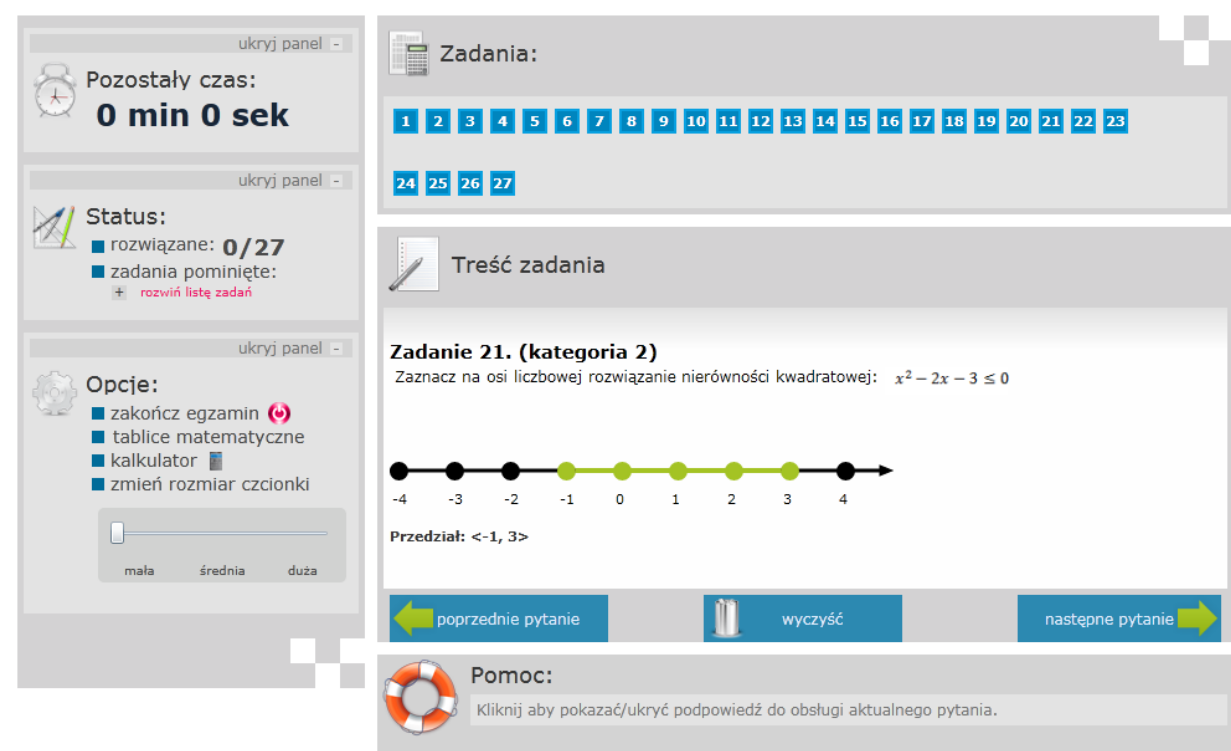 ukryj panel -
Pozostały czas:
0 min 0 sek
ukryj panel -
Status:
rozwiązane: 0/27
zadania pominięte:
+ rozwiń listę zadań
ukryj panel -
Opcje:
zakończ egzamin
tablice matematyczne
kalkulator
zmień rozmiar czcionki
mała średnia duża
Zadania:
1 2 3 4 5 6 7 8 9 10 11 12 13 14 15 16 17 18 19 20 21 22 23
24 25 26 27
Treść zadania
Zadanie 21. (kategoria 2)
Zaznacz na osi liczbowej rozwiązanie nierówności kwadratowej: x² − 2x − 3 ≤ 0
-4 -3 -2 -1 0 1 2 3 4
Przedział: <-1, 3>
poprzednie pytanie wyczyść następne pytanie
Pomoc:
Kliknij aby pokazać/ukryć podpowiedź do obsługi aktualnego pytania.